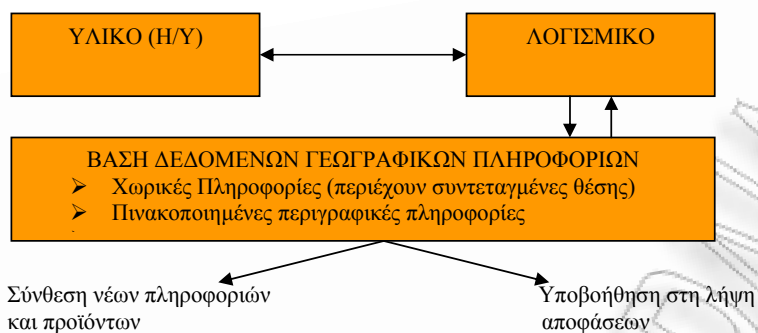 ΥΛΙΚΟ (Η/Υ)
ΛΟΓΙΣΜΙΚΟ
ΒΑΣΗ ΔΕΔΟΜΕΝΩΝ ΓΕΩΓΡΑΦΙΚΩΝ ΠΛΗΡΟΦΟΡΙΩΝ
➢ Χωρικές Πληροφορίες (περιέχουν συντεταγμένες θέσης)
➢ Πινακοποιημένες περιγραφικές πληροφορίες
Σύνθεση νέων πληροφοριών
και προϊόντων
Υποβοήθηση στη λήψη
αποφάσεων